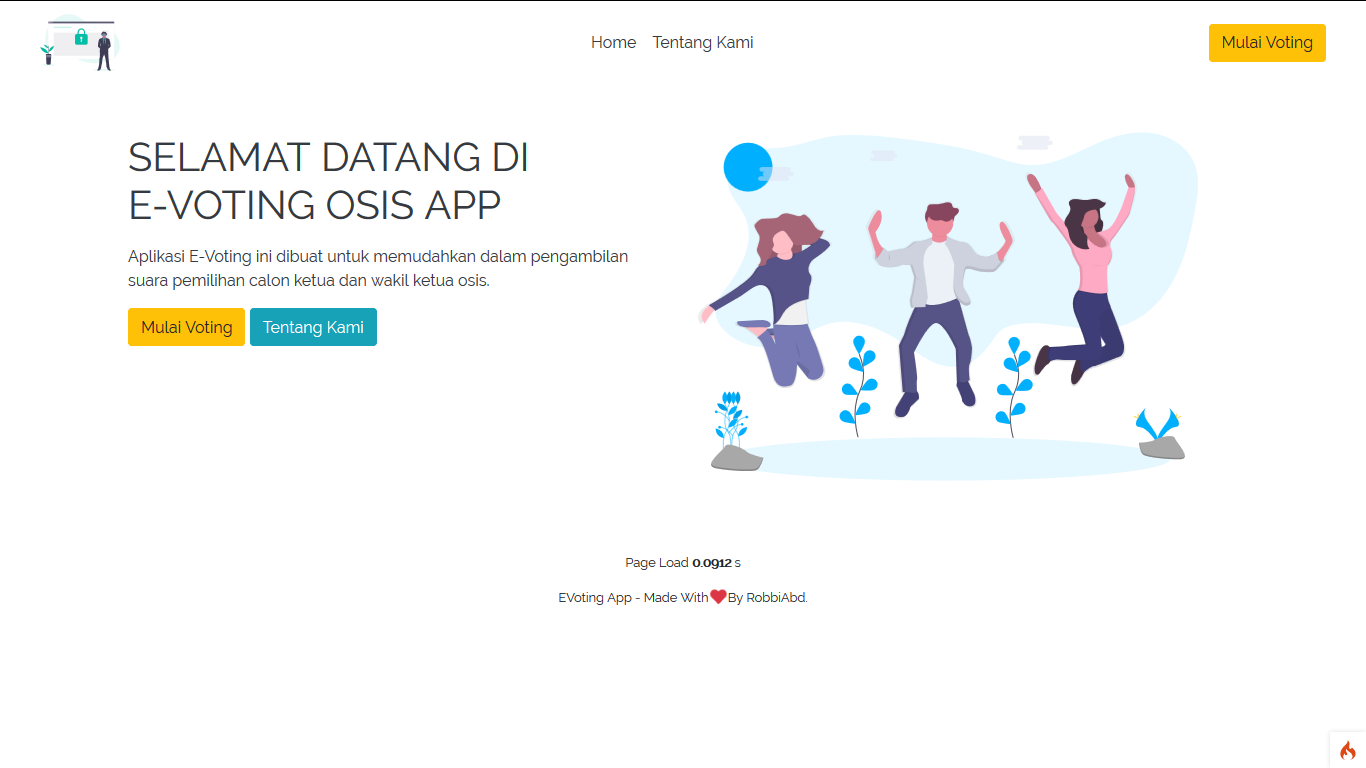 Home Tentang Kami Mulai Voting
SELAMAT DATANG DI
E-VOTING OSIS APP
Aplikasi E-Voting ini dibuat untuk memudahkan dalam pengambilan
suara pemilihan calon ketua dan wakil ketua osis.
Mulai Voting Tentang Kami
Page Load 0.0912 s
EVoting App - Made With By RobbiAbd.